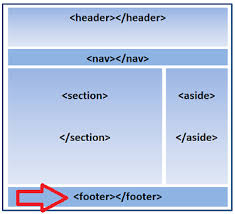 <header></header>
<nav></nav>
<section>
<aside>
</section>
</aside>
<footer></footer>